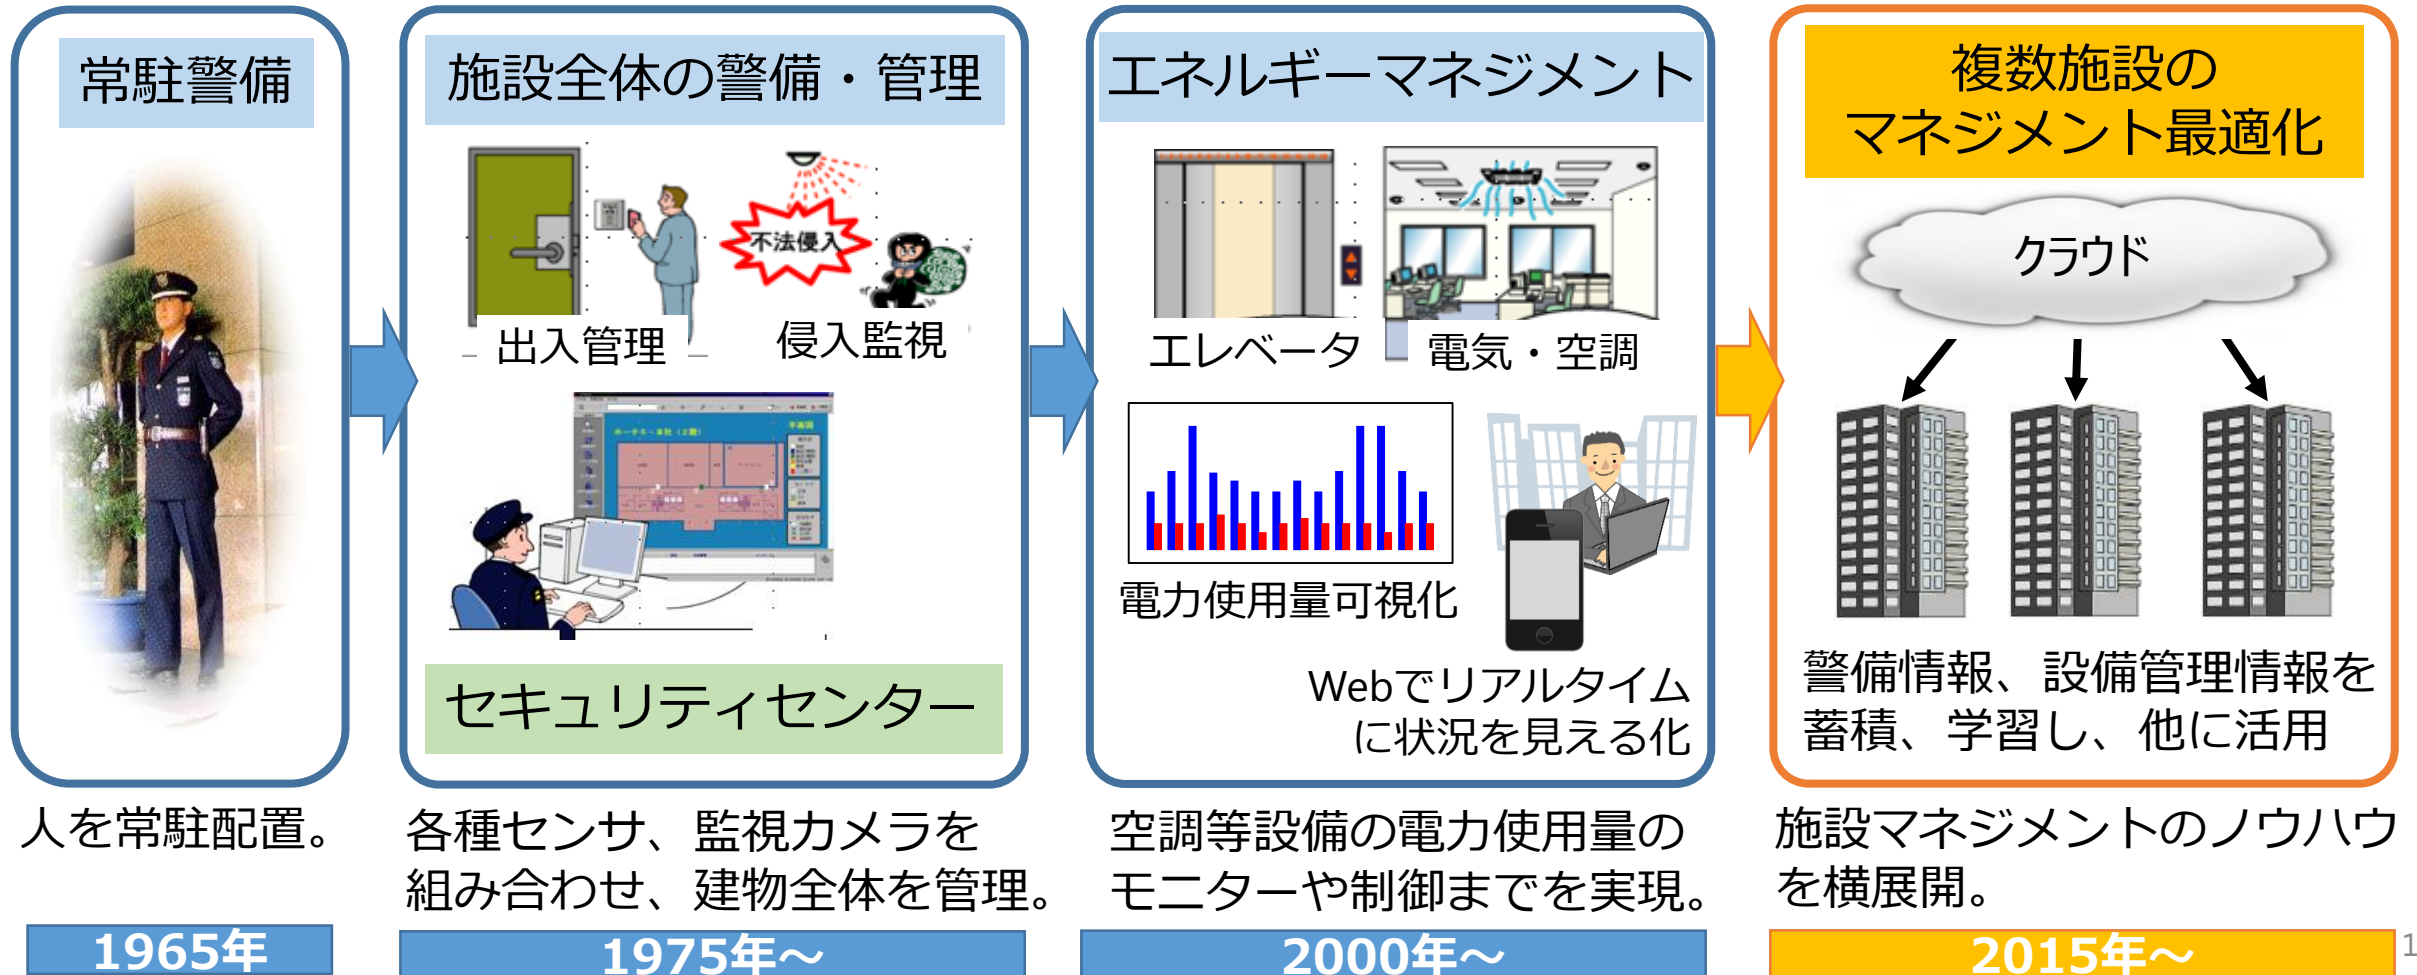 常駐警備
人を常駐配置。
1965年
施設全体の警備・管理
不法侵入
出入管理
侵入監視
ホーチキ・本社(2階)
平面図
セキュリティセンター
各種センサ、監視カメラを
組み合わせ、建物全体を管理。
1975年～
エネルギーマネジメント
エレベータ
電気・空調
電力使用量可視化
Webでリアルタイム
に状況を見える化
空調等設備の電力使用量の
モニターや制御までを実現。
2000年～
複数施設の
マネジメント最適化
クラウド
警備情報、設備管理情報を
蓄積、学習し、他に活用
施設マネジメントのノウハウ
を横展開。
2015年～
1